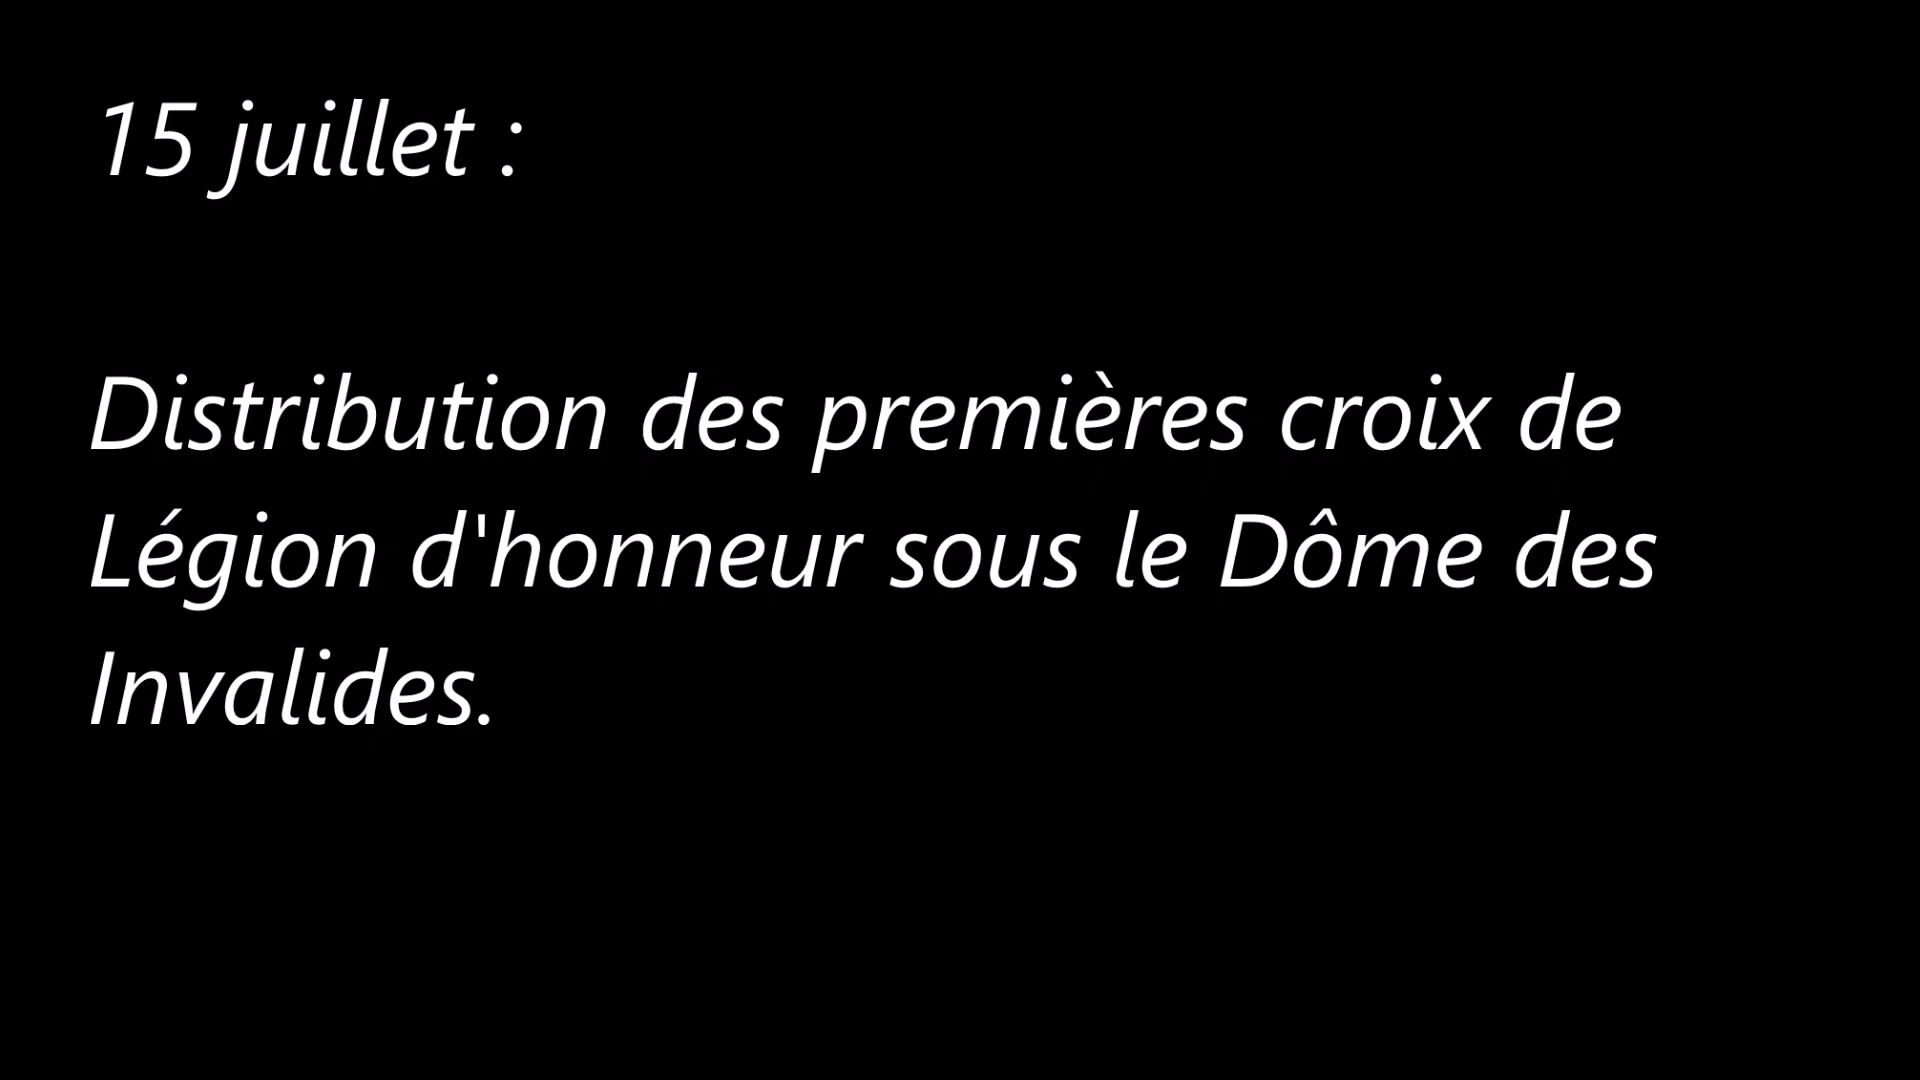 15 juillet :
Distribution des premières croix de
Légion d'honneur sous le Dôme des
Invalides.